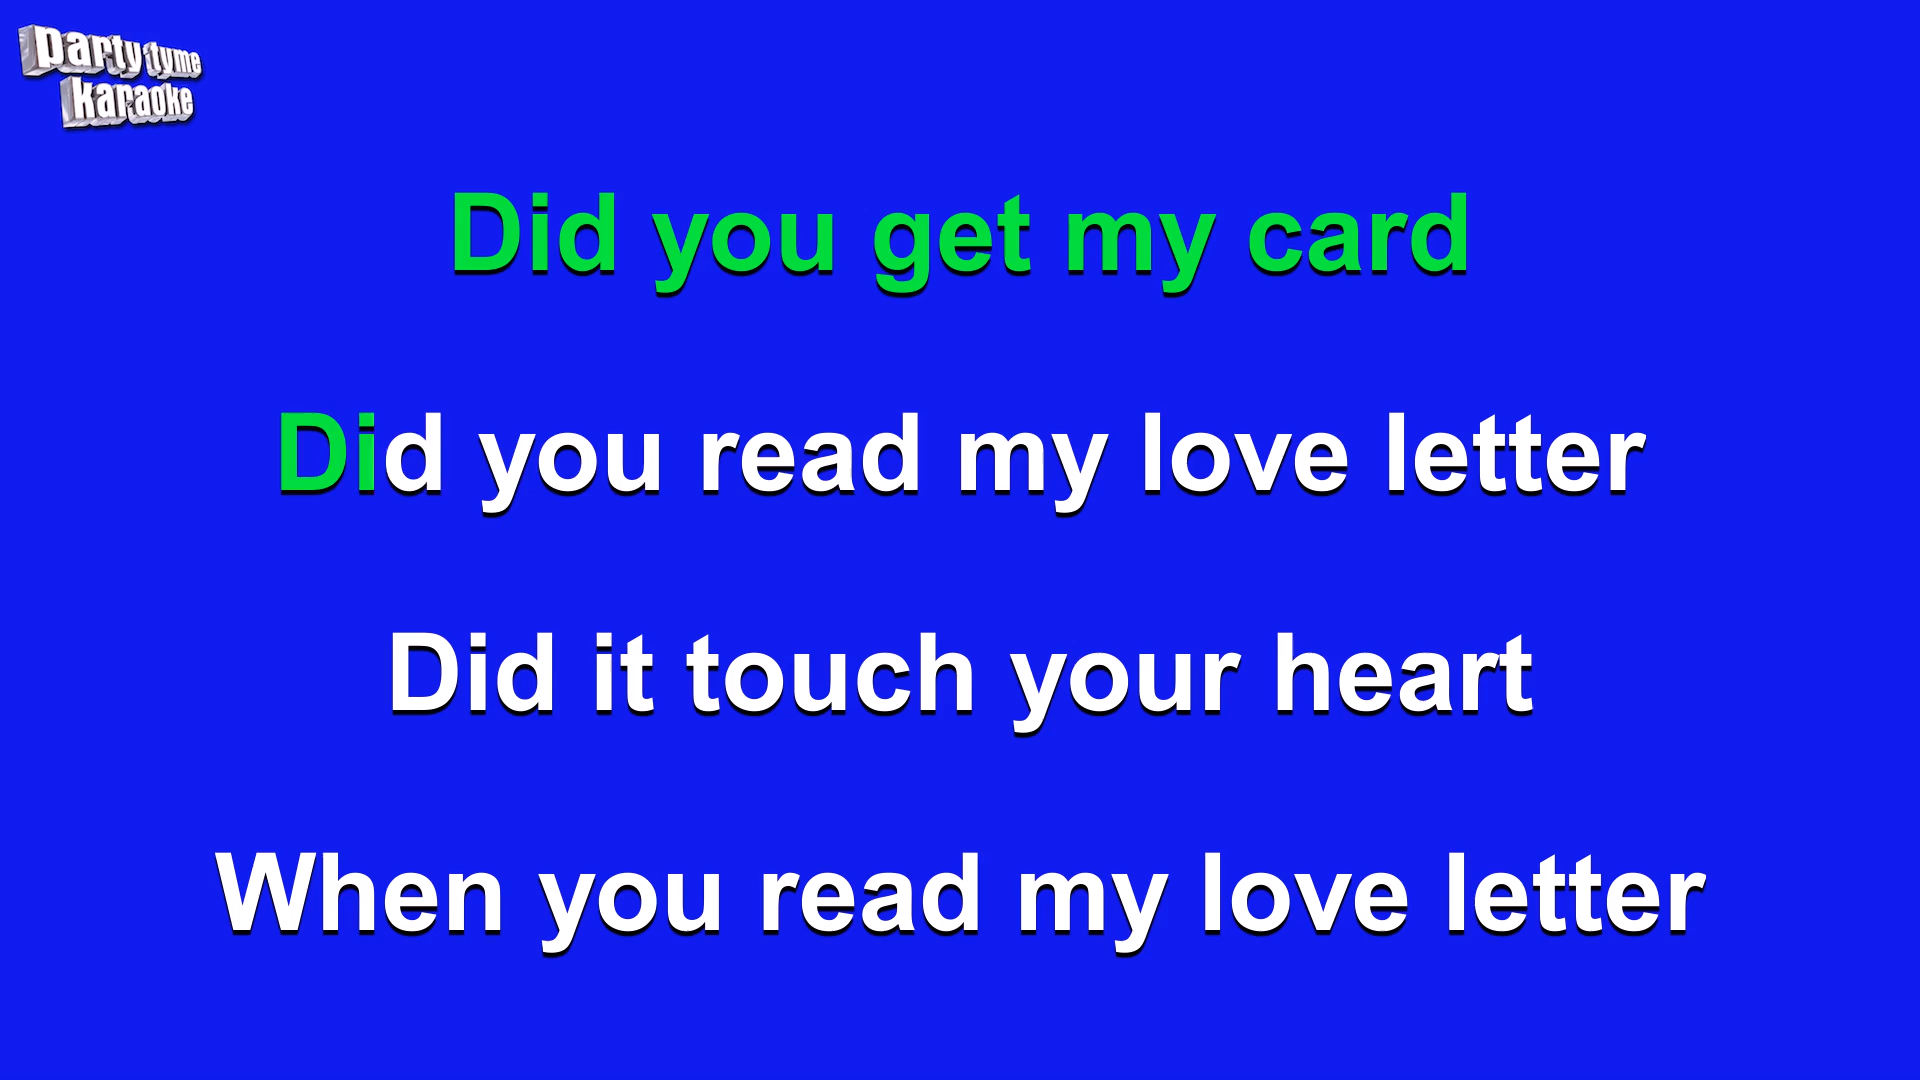 party tyme
karaoke
Did you get my card
Did you read my love letter
Did it touch your heart
When you read my love letter